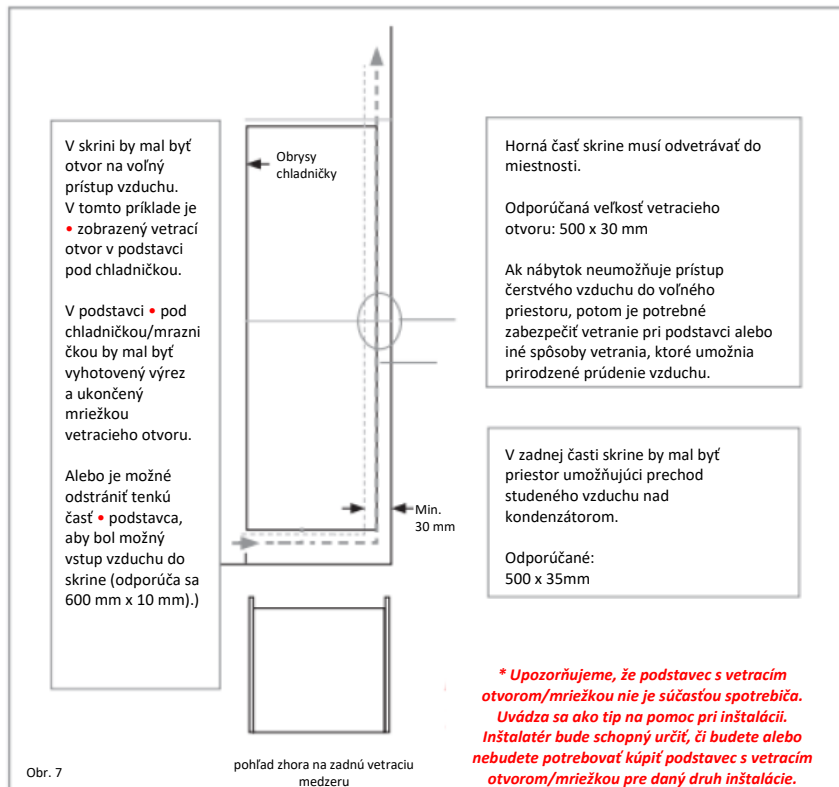 V skrini by mal byť
otvor na voľný
prístup vzduchu.
V tomto príklade je
• zobrazený vetrací
otvor v podstavci
pod chladničkou.
V podstavci • pod
chladničkou/mrazni
čkou by mal byť
vyhotovený výrez
a ukončený
mriežkou
vetracieho otvoru.
Alebo je možné
odstrániť tenkú
časť • podstavca,
aby bol možný
vstup vzduchu do
skrine (odporúča sa
600 mm x 10 mm).)
Obrysy
chladničky
Min.
30 mm
Horná časť skrine musí odvetrávať do
miestnosti.
Odporúčaná veľkosť vetracieho
otvoru: 500 x 30 mm
Ak nábytok neumožňuje prístup
čerstvého vzduchu do voľného
priestoru, potom je potrebné
zabezpečiť vetranie pri podstavci alebo
iné spôsoby vetrania, ktoré umožnia
prirodzené prúdenie vzduchu.
V zadnej časti skrine by mal byť
priestor umožňujúci prechod
studeného vzduchu nad
kondenzátorom.
Odporúčané:
500 x 35mm
* Upozorňujeme, že podstavec s vetracím
otvorom/mriežkou nie je súčasťou spotrebiča.
Uvádza sa ako tip na pomoc pri inštalácii.
Inštalatér bude schopný určiť, či budete alebo
nebudete potrebovať kúpiť podstavec s vetracím
otvorom/mriežkou pre daný druh inštalácie.
Obr. 7
pohľad zhora na zadnú vetraciu
medzeru